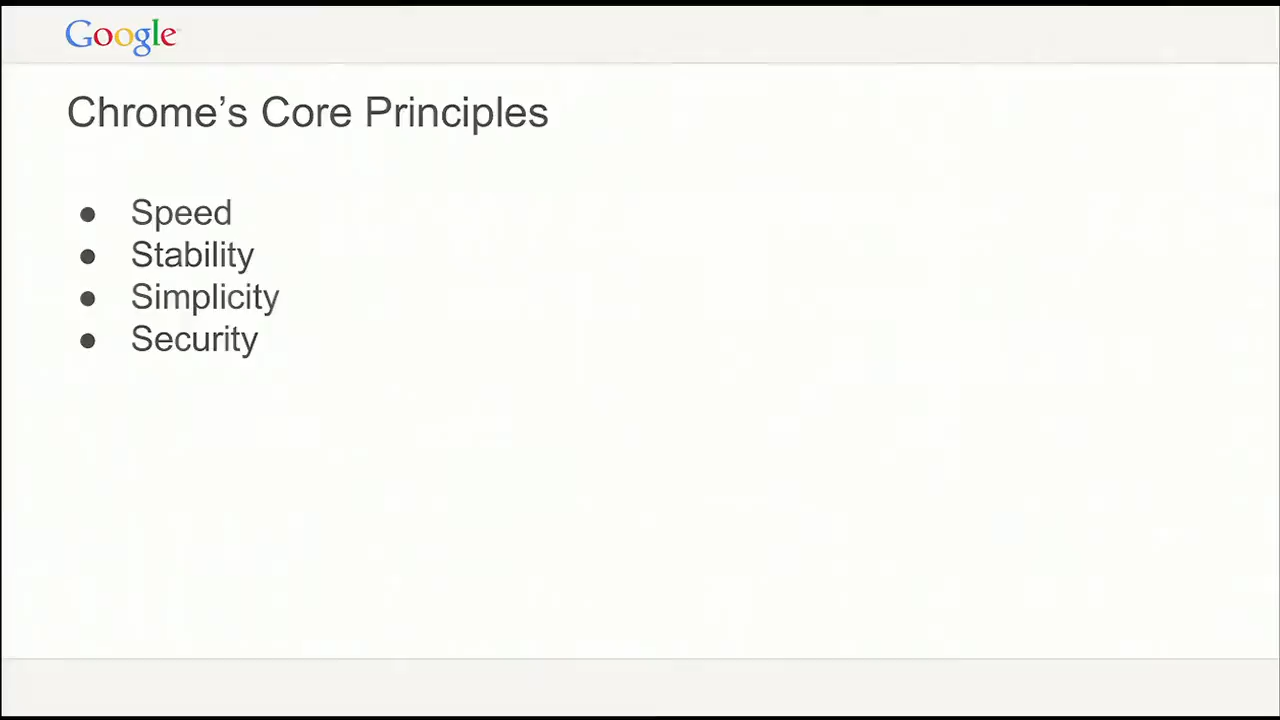 Google
Chrome’s Core Principles
● Speed
● Stability
● Simplicity
● Security